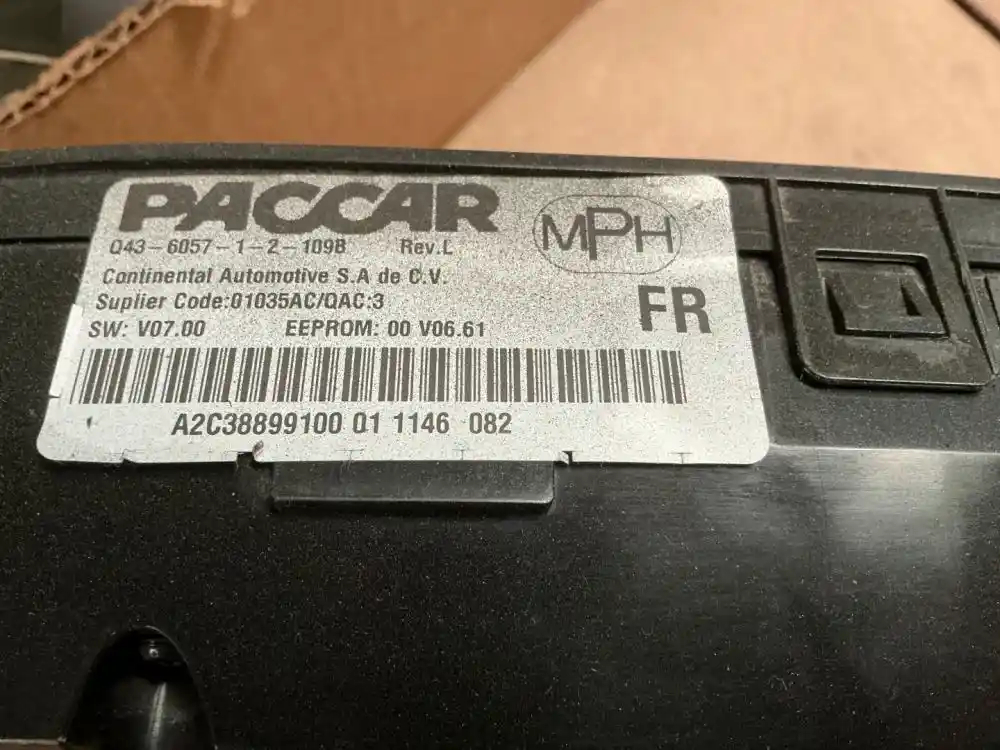 PACCAR
Q43-6057-1-2-109B Rev.L
MPH
Continental Automotive S.A de C.V.
Suplier Code:01035AC/QAC:3
FR
SW: V07.00 EEPROM: 00 V06.61
A2C38899100 01 1146 082